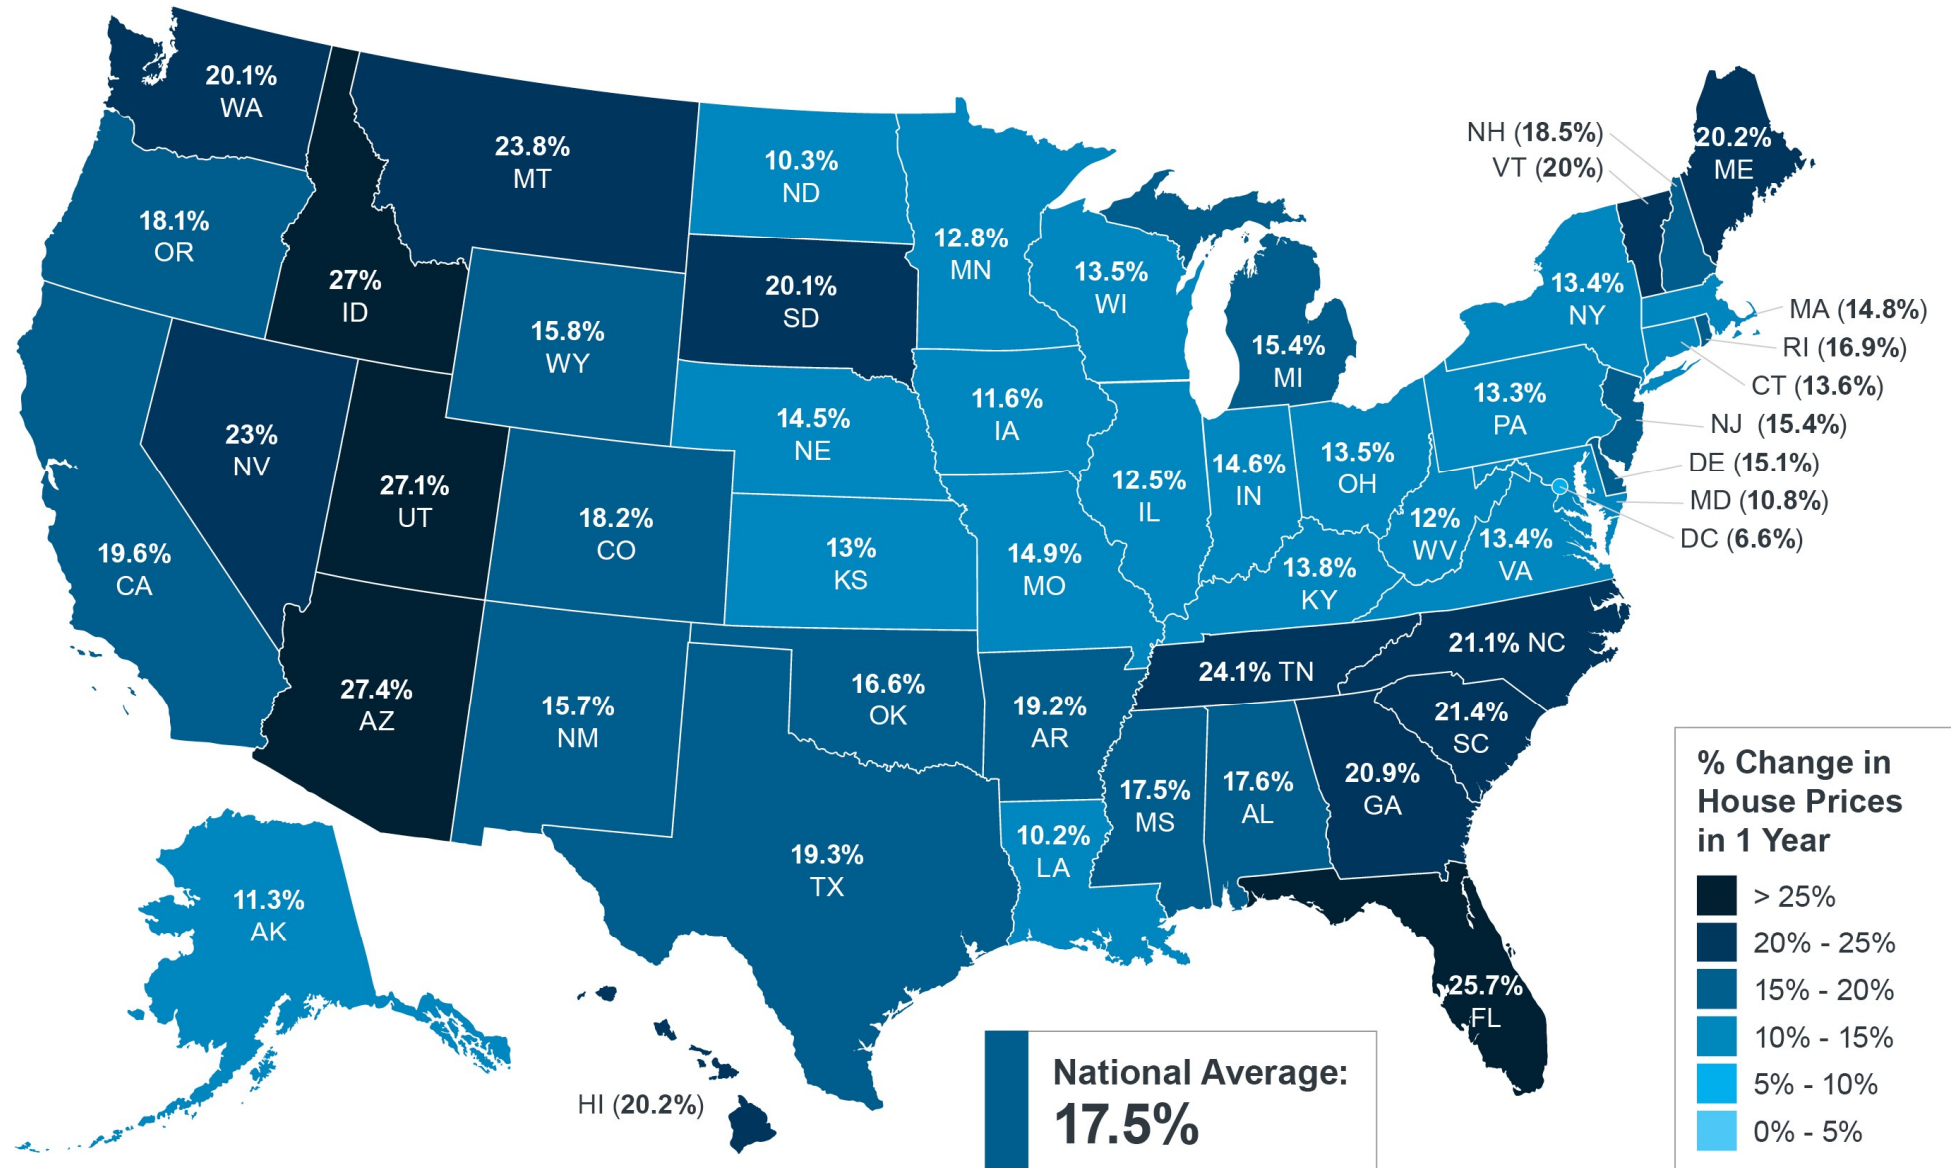 20.1%
WA
23.8%
MT
10.3%
ND
12.8%
MN
13.5%
WI
NH (18.5%)
VT (20%)
20.2%
ME
18.1%
OR
27%
ID
15.8%
WY
20.1%
SD
15.4%
MI
13.4%
NY
MA (14.8%)
RI (16.9%)
CT (13.6%)
NJ (15.4%)
DE (15.1%)
MD (10.8%)
DC (6.6%)
23%
NV
27.1%
UT
18.2%
CO
14.5%
NE
11.6%
IA
12.5%
IL
14.6%
IN
13.5%
OH
13.3%
PA
12%
WV
13.4%
VA
19.6%
CA
13%
KS
14.9%
MO
13.8%
KY
27.4%
AZ
15.7%
NM
16.6%
OK
19.2%
AR
24.1% TN
21.1% NC
21.4%
SC
19.3%
TX
10.2%
LA
17.5%
MS
17.6%
AL
20.9%
GA
25.7%
FL
11.3%
AK
HI (20.2%)
National Average:
17.5%
% Change in
House Prices
in 1 Year
> 25%
20% - 25%
15% - 20%
10% - 15%
5% - 10%
0% - 5%